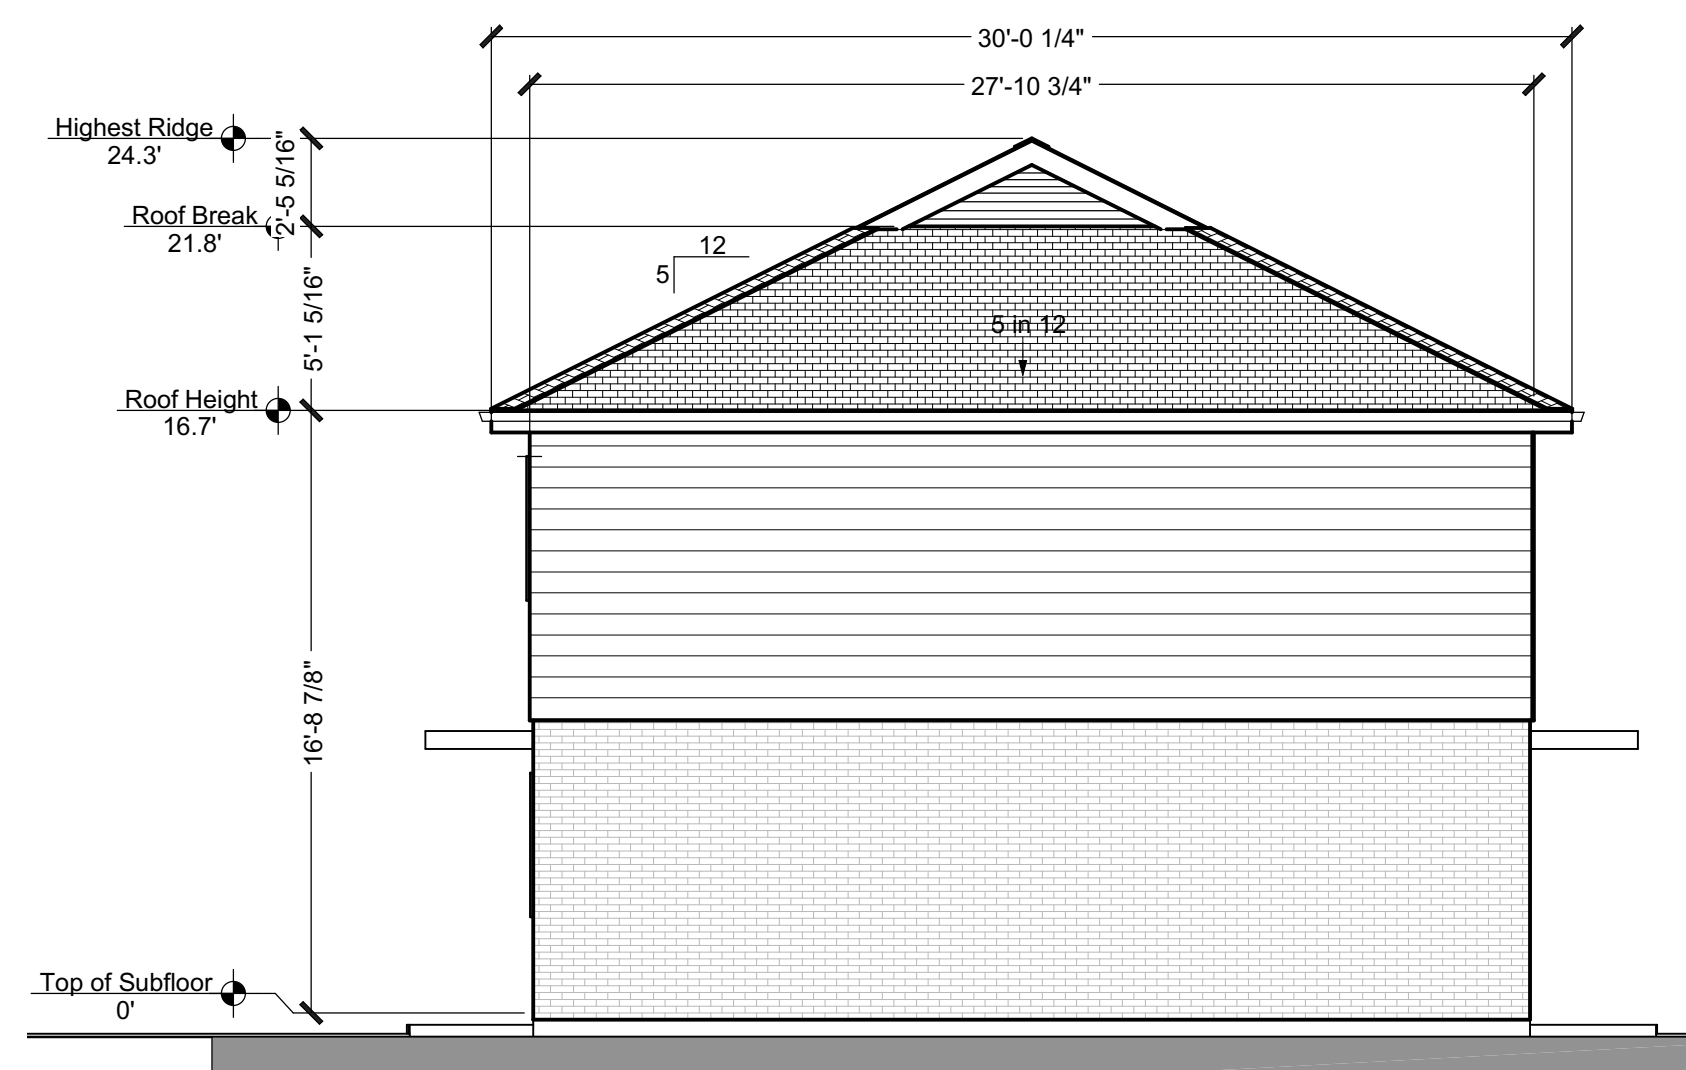 30'-0 1/4"
27'-10 3/4"
Highest Ridge
24.3'
2'-5 5/16"
Roof Break
21.8'
12
5
5'-1 5/16"
5 in 12
Roof Height
16.7'
16'-8 7/8"
Top of Subfloor
0'